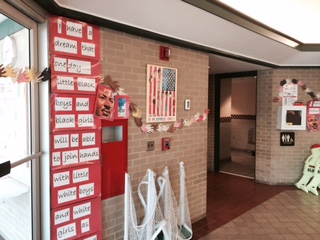 I have a
dream that
one day
little black
boys and
black girls
will be able
to join hands
with little
white boys
and white
girls as